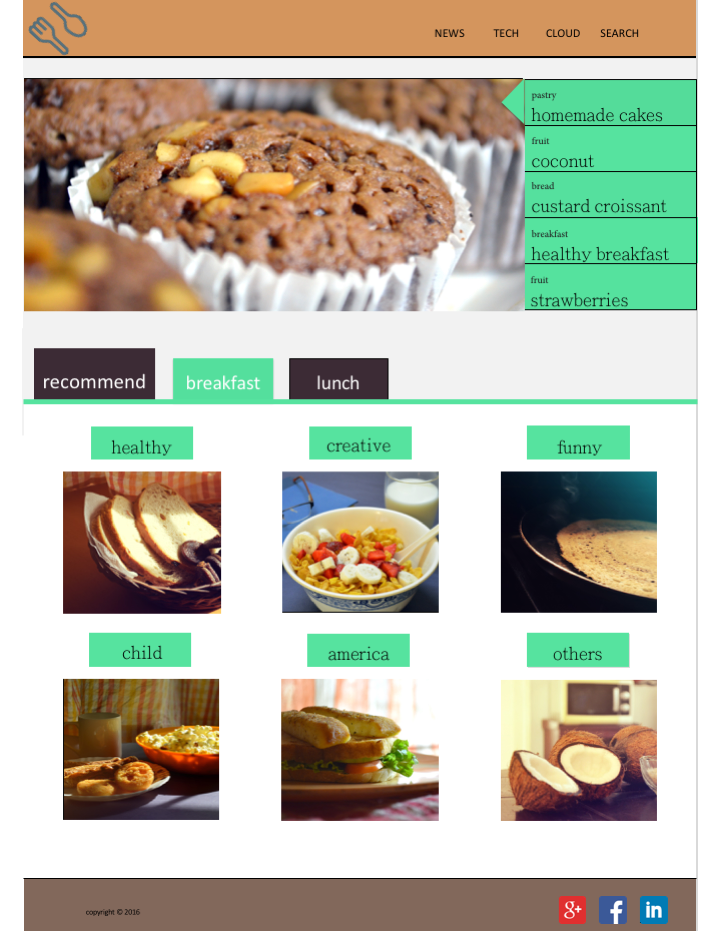 NEWS TECH CLOUD SEARCH
pastry
homemade cakes
fruit
coconut
bread
custard croissant
breakfast
healthy breakfast
fruit
strawberries
recommend breakfast lunch
healthy creative funny
child america others
copyright © 2016
g+ f in